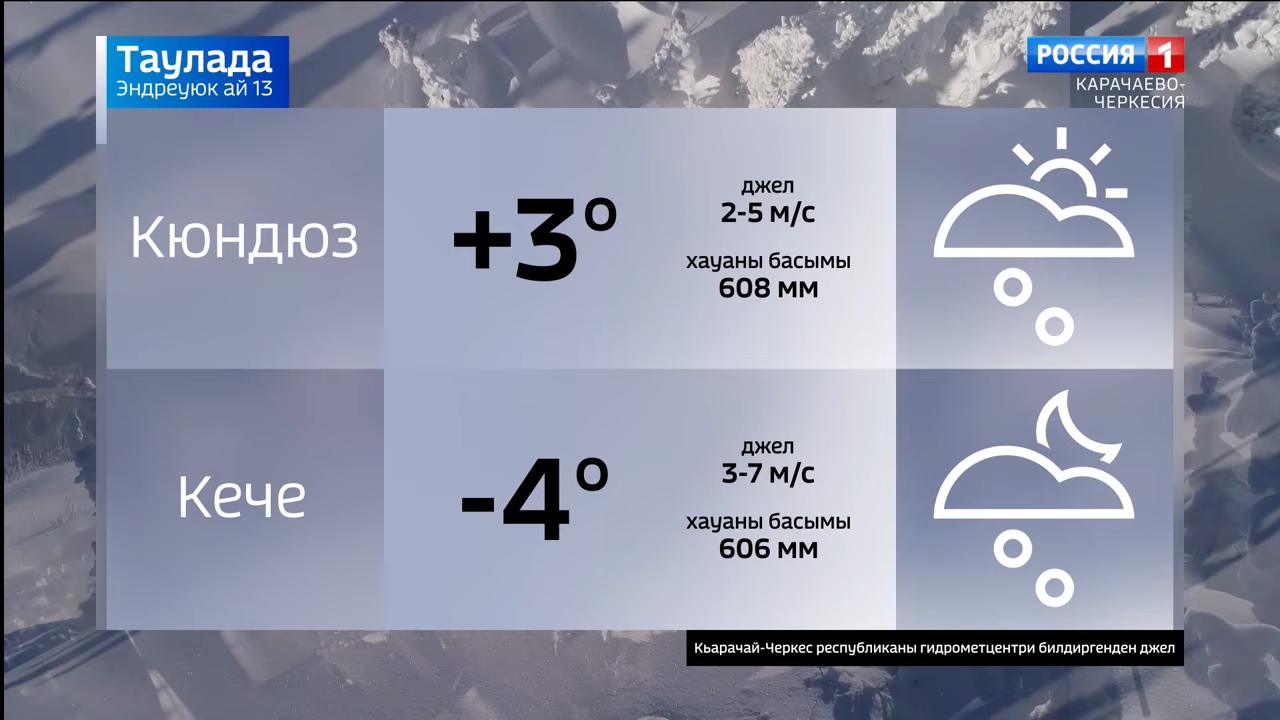 Таулада
Эндреуюк ай 13
РОССИЯ 1
КАРАЧАЕВО-
ЧЕРКЕСИЯ
Кюндюз
+3°
джел
2-5 м/с
хауаны басымы
608 мм
Кече
-4°
джел
3-7 м/с
хауаны басымы
606 мм
Кьарачай-Черкес республиканы гидрометцентри билдиргенден джел